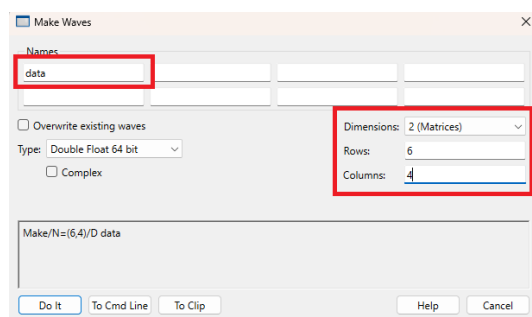 Make Waves
Names
data
Overwrite existing waves
Dimensions: 2 (Matrices)
Type: Double Float 64 bit
Rows: 6
Complex
Columns: 4
Make/N=(6,4)/D data
Do It To Cmd Line To Clip Help Cancel